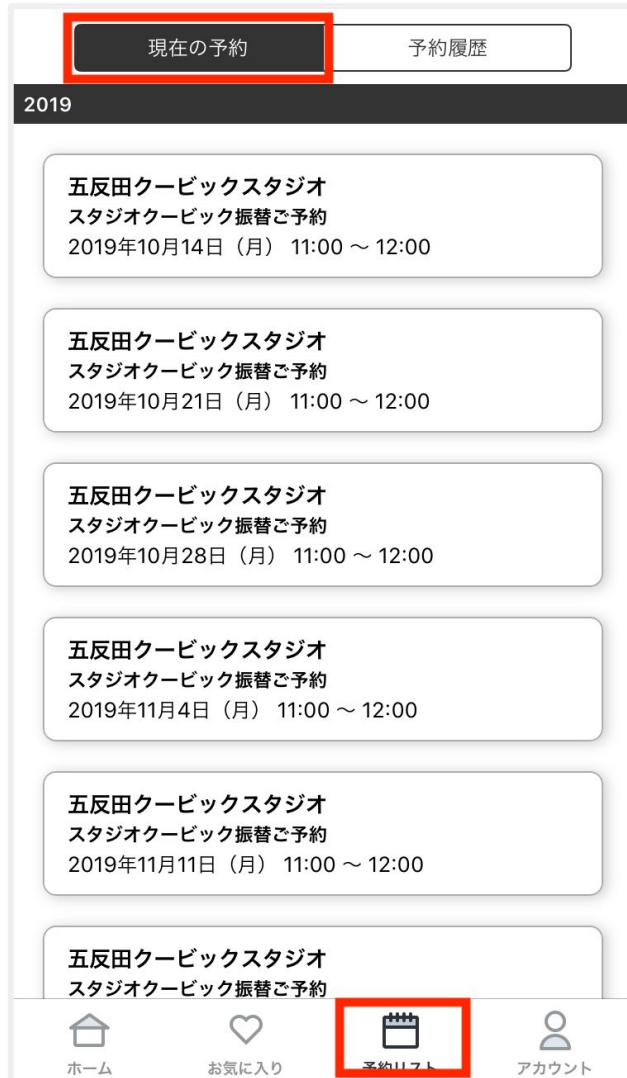 現在の予約
予約履歴
2019
五反田クービックスタジオ
スタジオクービック振替ご予約
2019年10月14日（月） 11:00 〜 12:00
五反田クービックスタジオ
スタジオクービック振替ご予約
2019年10月21日（月） 11:00 〜 12:00
五反田クービックスタジオ
スタジオクービック振替ご予約
2019年10月28日（月） 11:00 〜 12:00
五反田クービックスタジオ
スタジオクービック振替ご予約
2019年11月4日（月） 11:00 〜 12:00
五反田クービックスタジオ
スタジオクービック振替ご予約
2019年11月11日（月） 11:00 〜 12:00
五反田クービックスタジオ
スタジオクービック振替ご予約
ホーム
お気に入り
予約リスト
アカウント